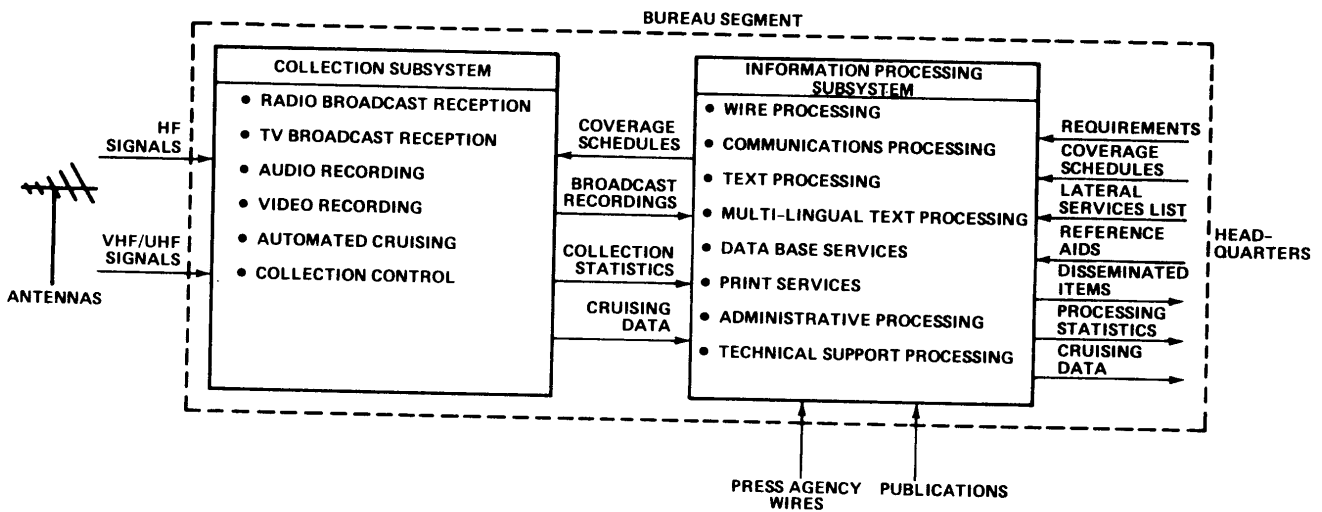 BUREAU SEGMENT
COLLECTION SUBSYSTEM
• RADIO BROADCAST RECEPTION
• TV BROADCAST RECEPTION
• AUDIO RECORDING
• VIDEO RECORDING
• AUTOMATED CRUISING
• COLLECTION CONTROL
HF
SIGNALS
VHF/UHF
SIGNALS
ANTENNAS
COVERAGE
SCHEDULES
BROADCAST
RECORDINGS
COLLECTION
STATISTICS
CRUISING
DATA
INFORMATION PROCESSING
SUBSYSTEM
• WIRE PROCESSING
• COMMUNICATIONS PROCESSING
• TEXT PROCESSING
• MULTI-LINGUAL TEXT PROCESSING
• DATA BASE SERVICES
• PRINT SERVICES
• ADMINISTRATIVE PROCESSING
• TECHNICAL SUPPORT PROCESSING
REQUIREMENTS
COVERAGE
SCHEDULES
LATERAL
SERVICES LIST
REFERENCE
AIDS
DISSEMINATED
ITEMS
PROCESSING
STATISTICS
CRUISING
DATA
HEAD-
QUARTERS
PRESS AGENCY
WIRES
PUBLICATIONS